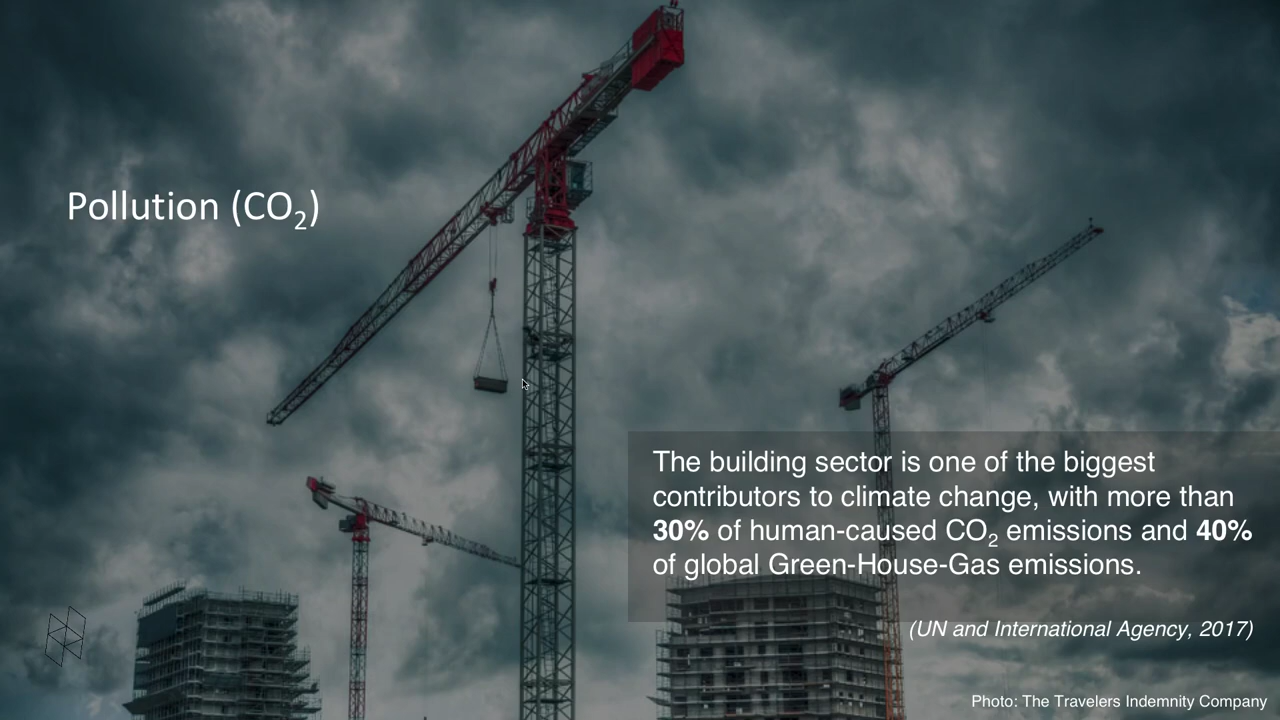 Pollution (CO₂)
The building sector is one of the biggest
contributors to climate change, with more than
30% of human-caused CO₂ emissions and 40%
of global Green-House-Gas emissions.
(UN and International Agency, 2017)
Photo: The Travelers Indemnity Company